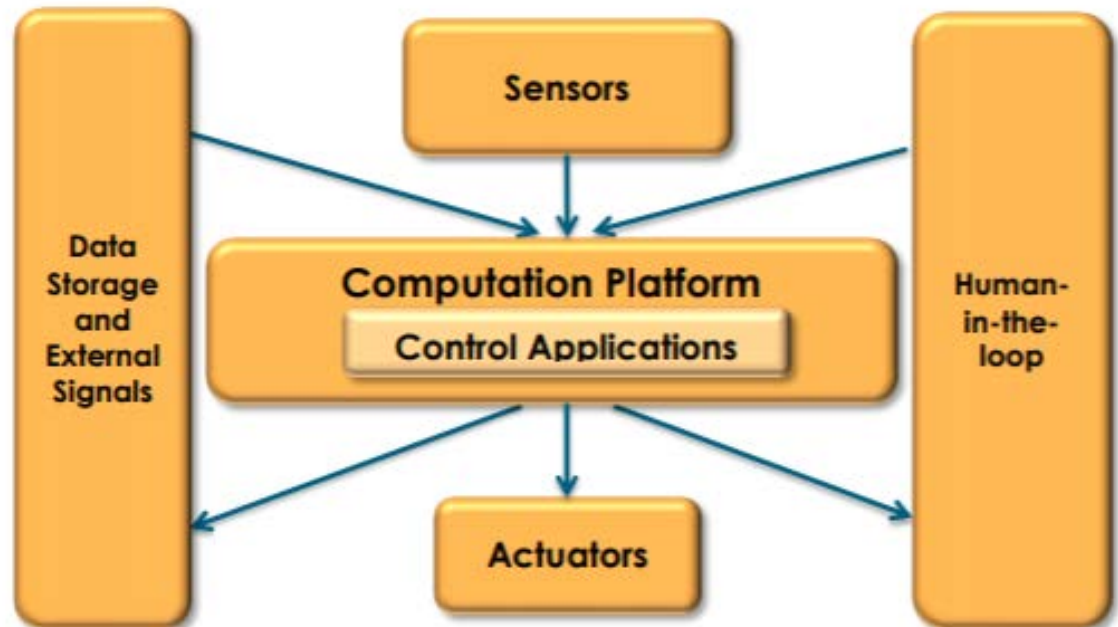 Sensors
Data
Storage
and
External
Signals
Computation Platform
Control Applications
Human-
in-the-
loop
Actuators